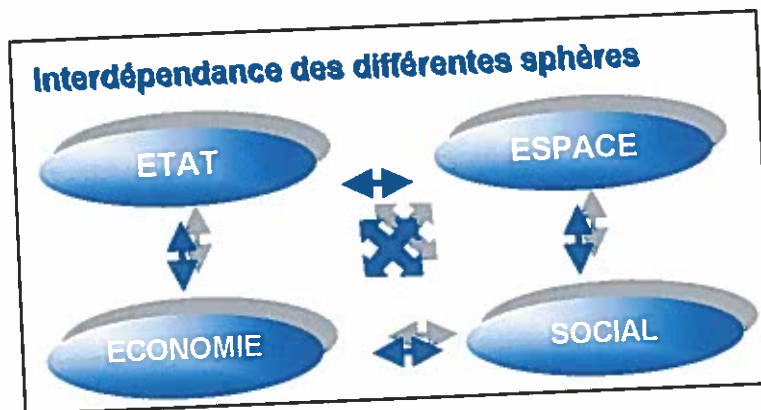 Interdépendance des différentes sphères
ETAT
ESPACE
ECONOMIE
SOCIAL